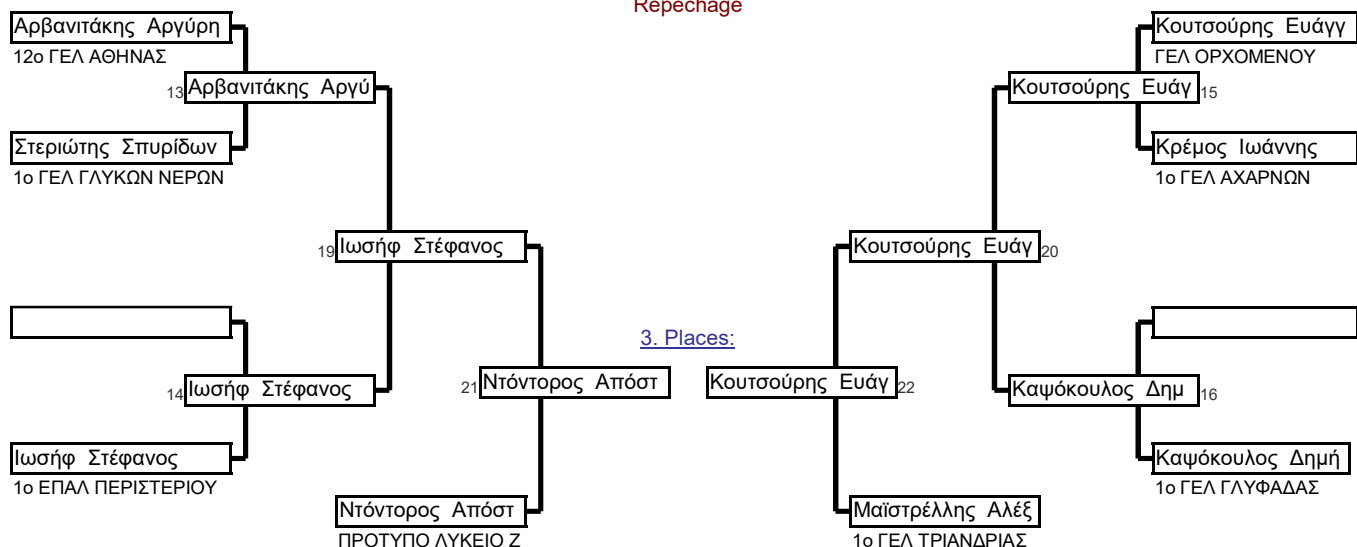 Repechage
Αρβανιτάκης Αργύρη
12ο ΓΕΛ ΑΘΗΝΑΣ
Κουτσούρης Ευάγγ
ΓΕΛ ΟΡΧΟΜΕΝΟΥ
13 Αρβανιτάκης Αργύ
Κουτσούρης Ευάγ 15
Στεριώτης Σπυρίδων
1ο ΓΕΛ ΓΛΥΚΩΝ ΝΕΡΩΝ
Κρέμος Ιωάννης
1ο ΓΕΛ ΑΧΑΡΝΩΝ
19 Ιωσήφ Στέφανος
Κουτσούρης Ευάγ 20
3. Places:
14 Ιωσήφ Στέφανος
21 Ντόντορος Απόστ
Κουτσούρης Ευάγ 22
Καψόκουλος Δημ 16
Ιωσήφ Στέφανος
1ο ΕΠΑΛ ΠΕΡΙΣΤΕΡΙΟΥ
Καψόκουλος Δημή
1ο ΓΕΛ ΓΛΥΦΑΔΑΣ
Ντόντορος Απόστ
ΠΡΟΤΥΠΟ ΛΥΚΕΙΟ Ζ
Μαϊστρέλλης Αλέξ
1ο ΓΕΛ ΤΡΙΑΝΔΡΙΑΣ